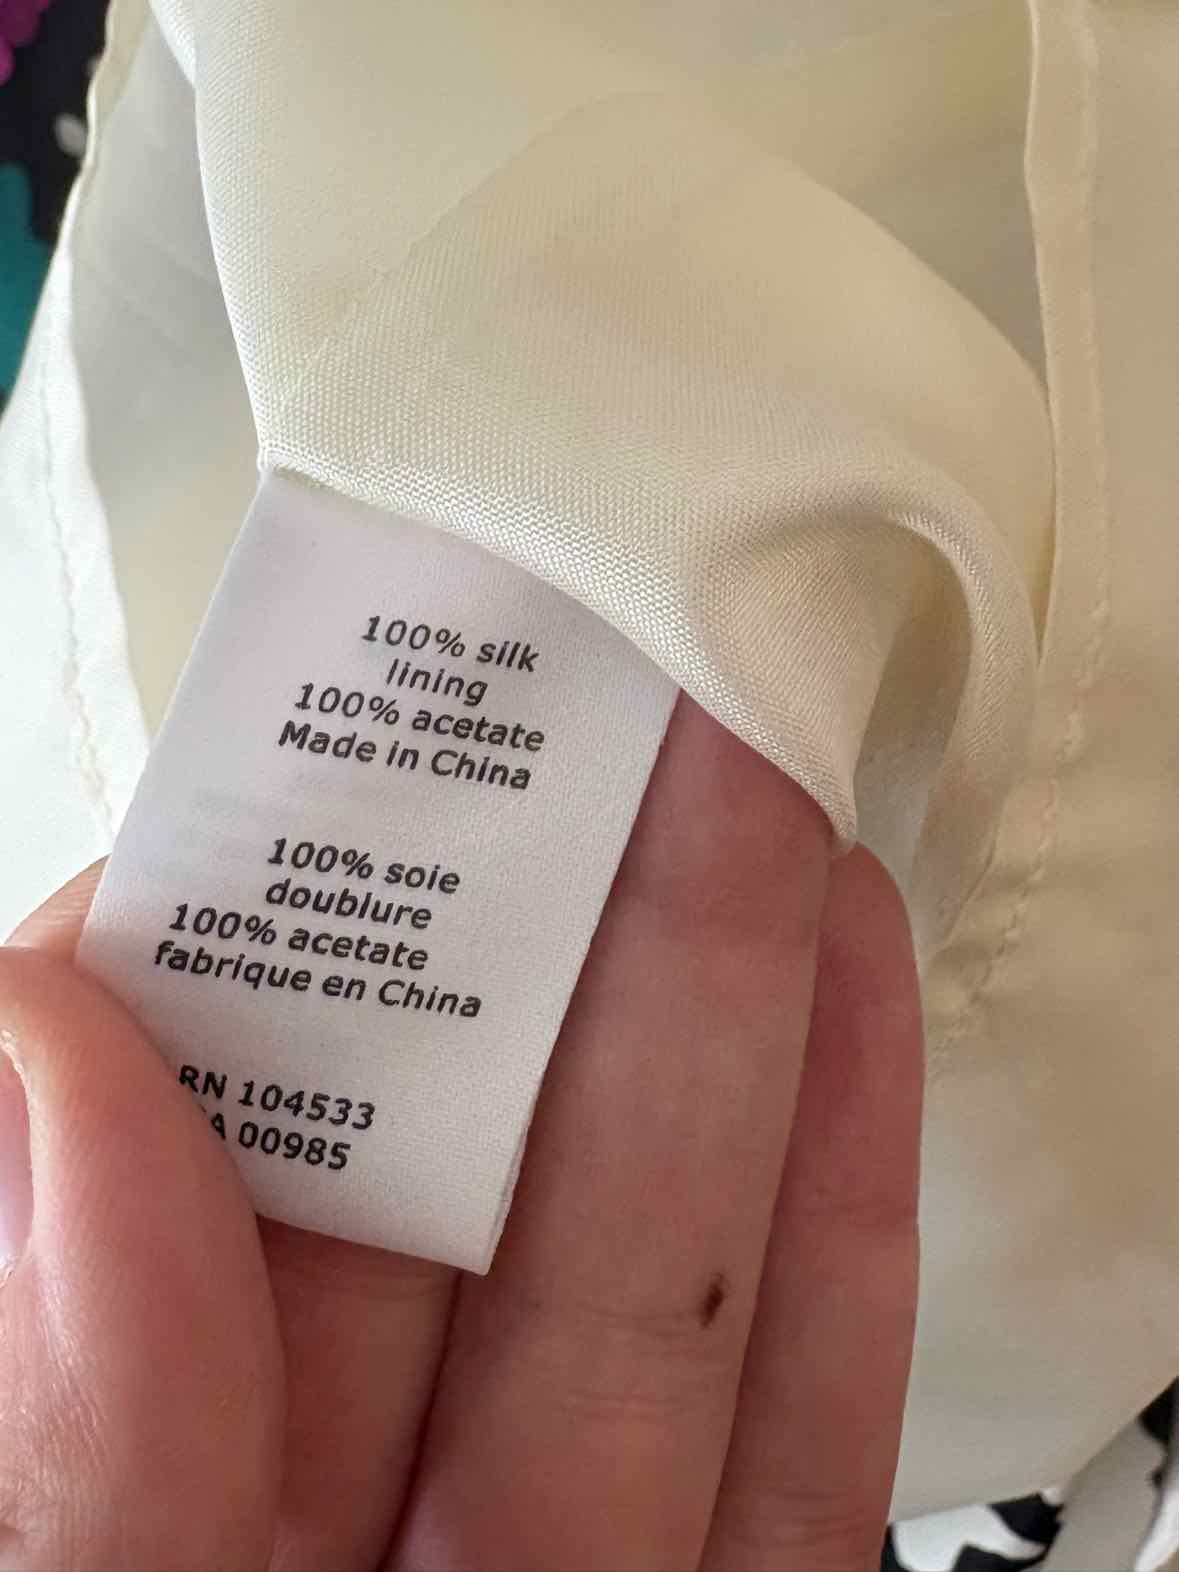 100% silk
lining
100% acetate
Made in China
100% soie
doublure
100% acetate
fabrique en China
RN 104533
A 00985